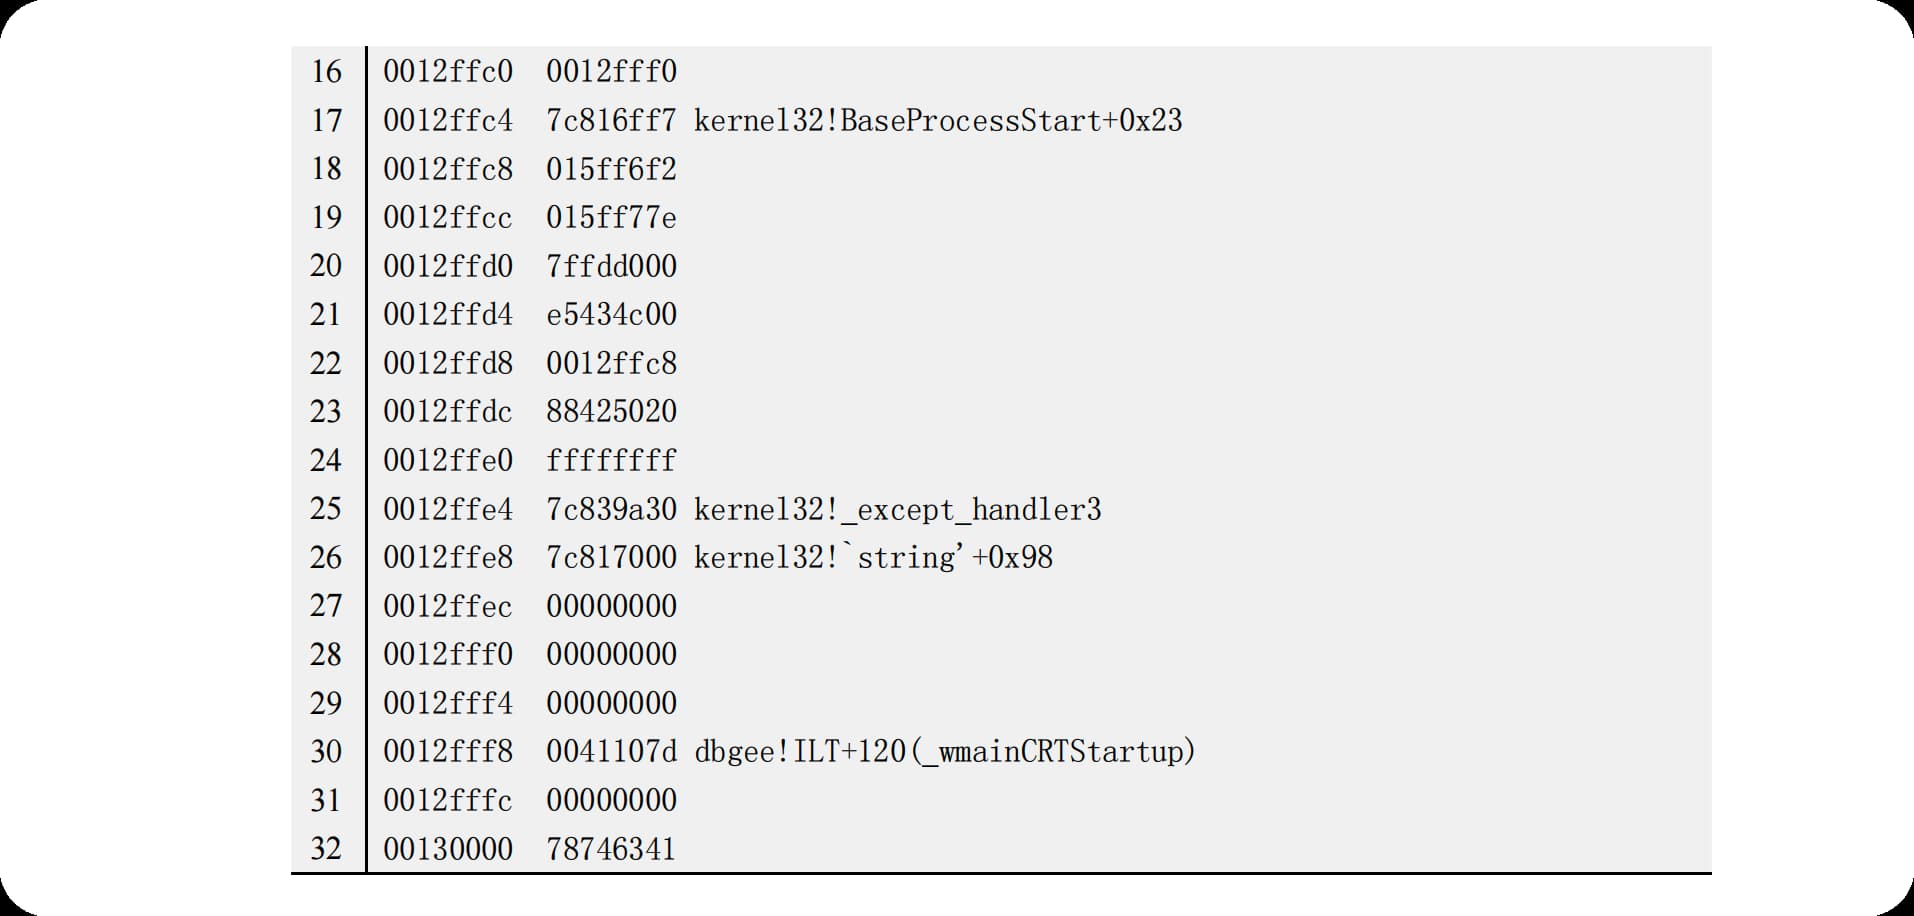 16 0012ffc0 0012fff0
17 0012ffc4 7c816ff7 kernel32!BaseProcessStart+0x23
18 0012ffc8 015ff6f2
19 0012ffcc 015ff77e
20 0012ffd0 7ffdd000
21 0012ffd4 e5434c00
22 0012ffd8 0012ffc8
23 0012ffdc 88425020
24 0012ffe0 ffffffff
25 0012ffe4 7c839a30 kernel32!_except_handler3
26 0012ffe8 7c817000 kernel32!`string'+0x98
27 0012ffec 00000000
28 0012fff0 00000000
29 0012fff4 00000000
30 0012fff8 0041107d dbgee!ILT+120(_wmainCRTStartup)
31 0012fffc 00000000
32 00130000 78746341